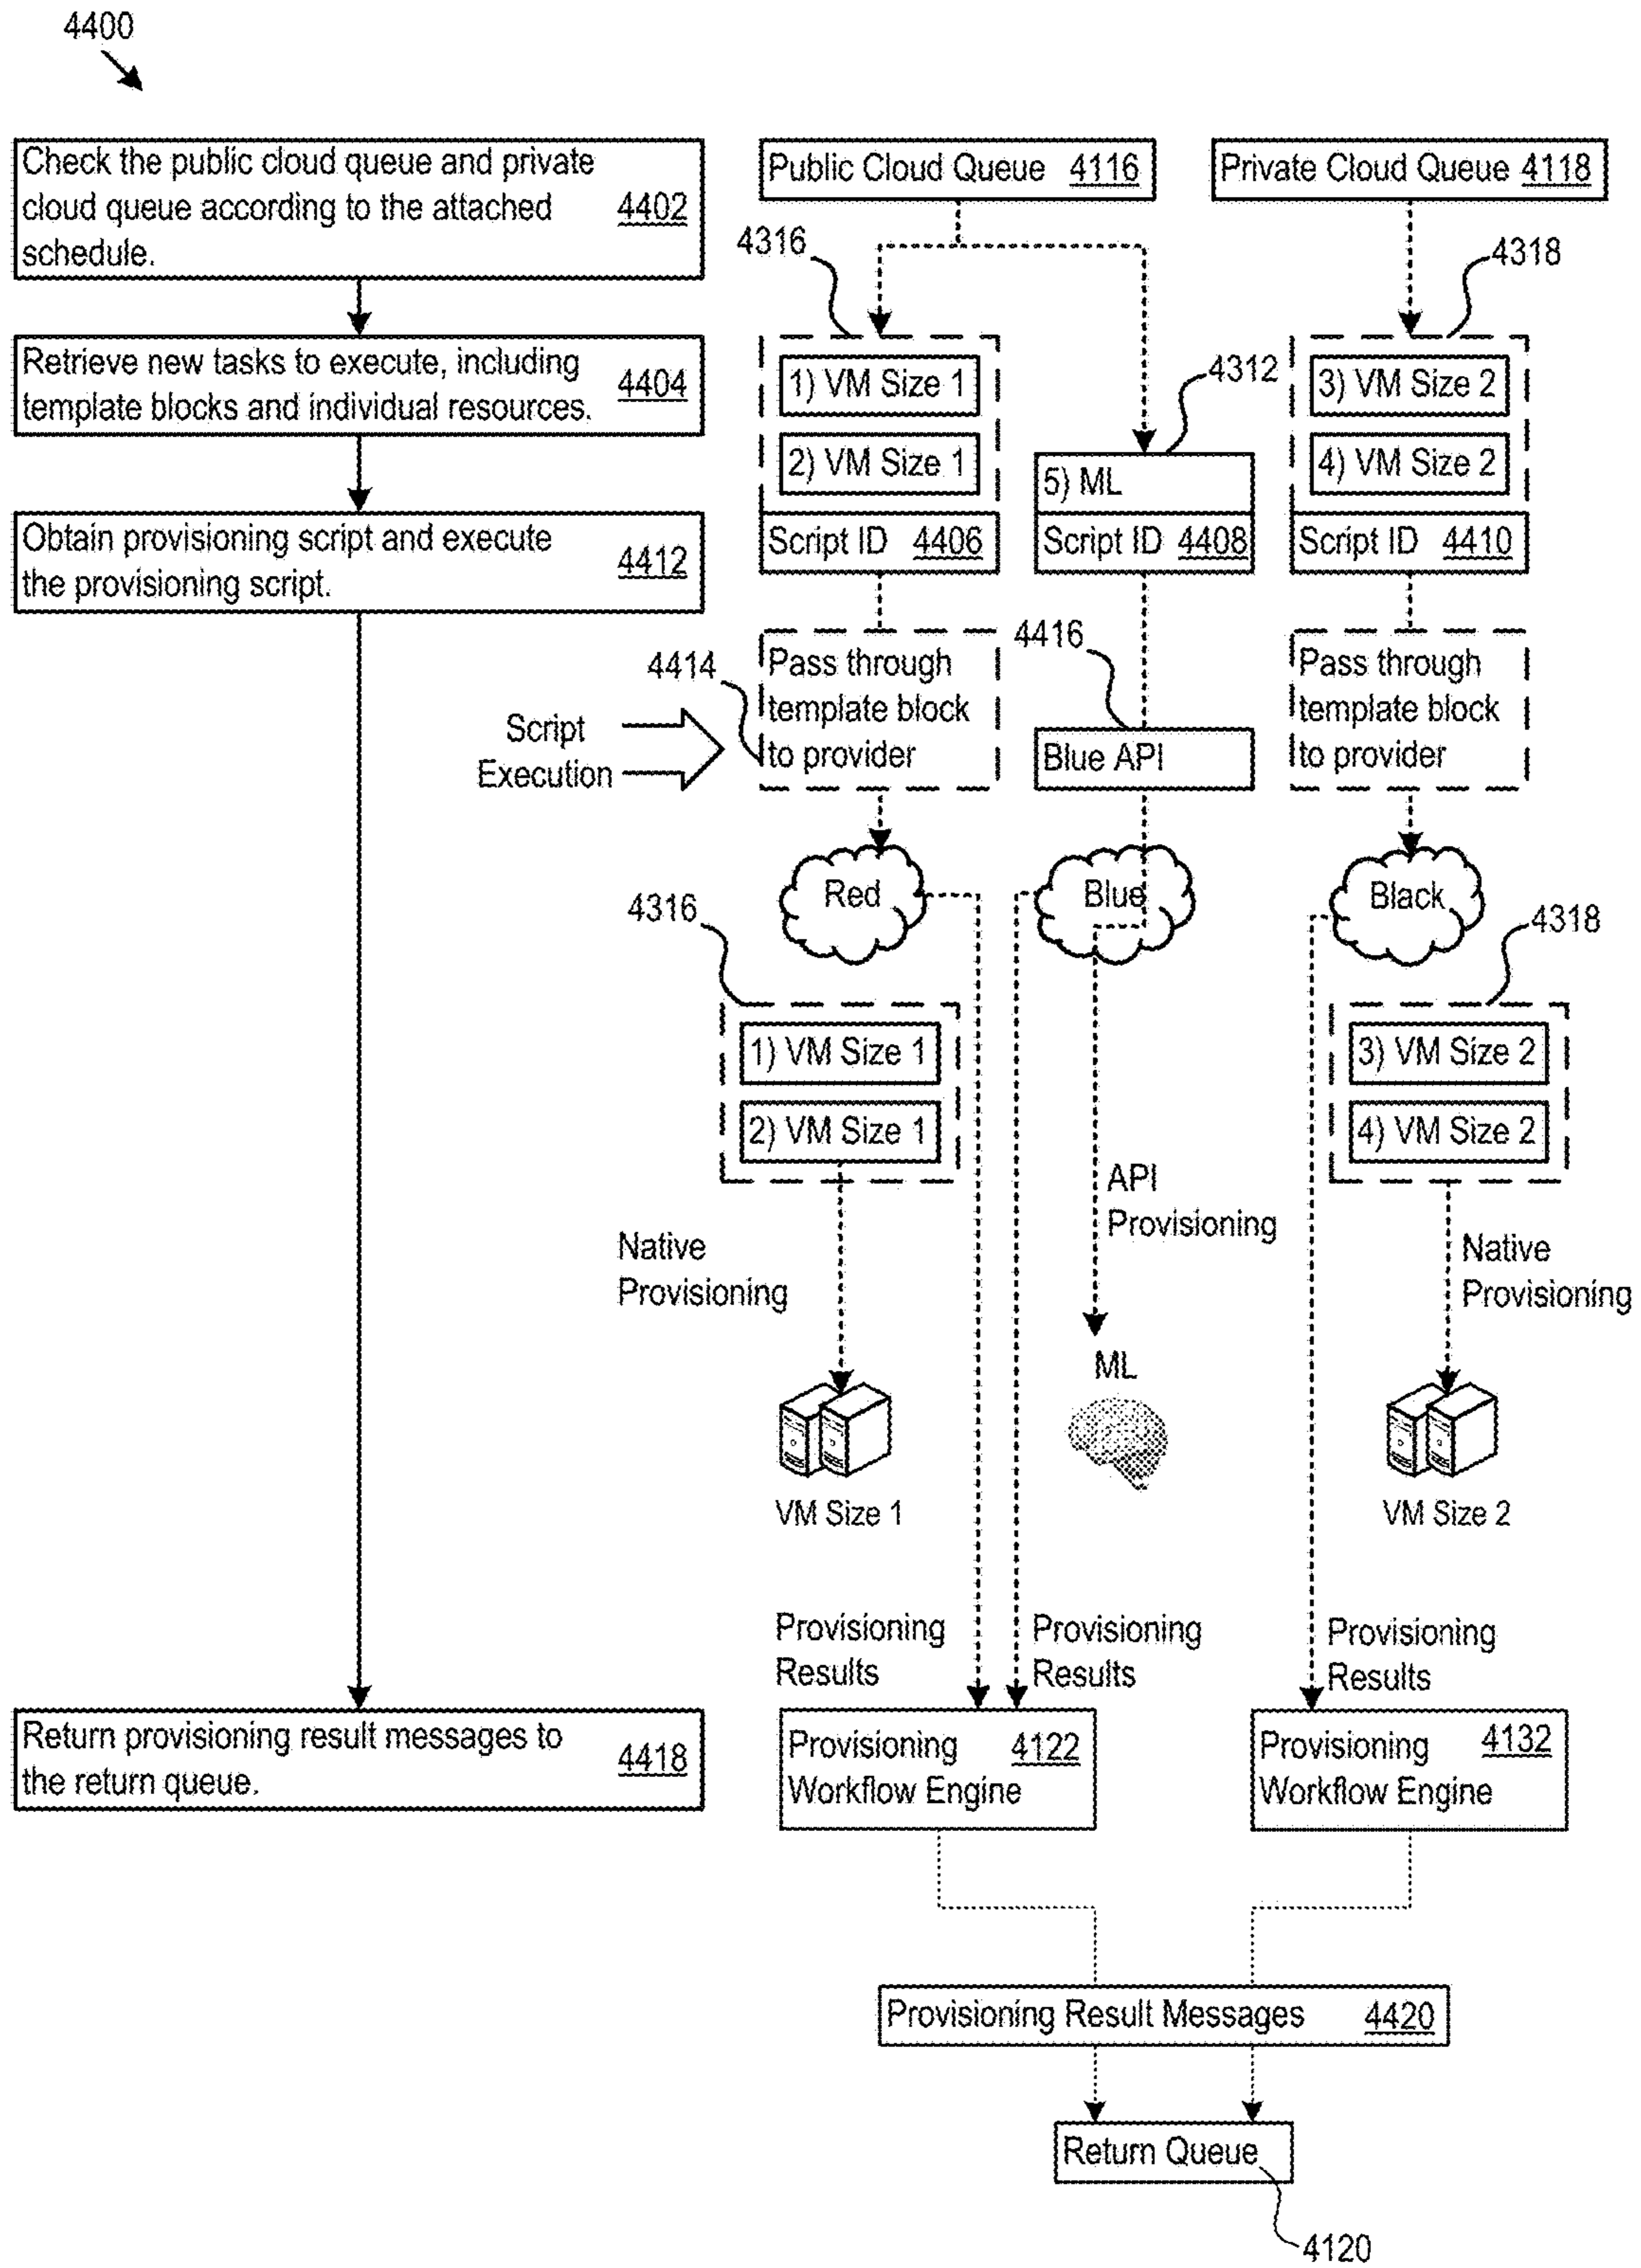 4400
Check the public cloud queue and private
cloud queue according to the attached
schedule.
4402
Retrieve new tasks to execute, including
template blocks and individual resources.
4404
Obtain provisioning script and execute
the provisioning script.
4412
Return provisioning result messages to
the return queue.
4418
Public Cloud Queue 4116
Private Cloud Queue 4118
4316
4318
1) VM Size 1
2) VM Size 1
Script ID 4406
4312
5) ML
Script ID 4408
3) VM Size 2
4) VM Size 2
Script ID 4410
4414
4416
Script
Execution
Pass through
template block
to provider
Blue API
Pass through
template block
to provider
Red
Blue
Black
4316
4318
1) VM Size 1
2) VM Size 1
3) VM Size 2
4) VM Size 2
Native
Provisioning
API
Provisioning
Native
Provisioning
VM Size 1
ML
VM Size 2
Provisioning
Results
Provisioning
Results
Provisioning
Results
Provisioning
Workflow Engine
4122
Provisioning
Workflow Engine
4132
Provisioning Result Messages 4420
Return Queue
4120